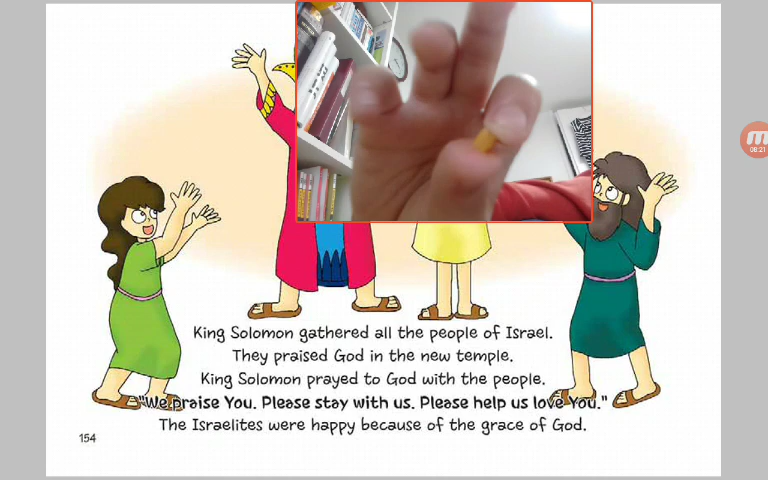 King Solomon gathered all the people of Israel.
They praised God in the new temple.
King Solomon prayed to God with the people.
"We praise You. Please stay with us. Please help us love You."
The Israelites were happy because of the grace of God.
154
08:21